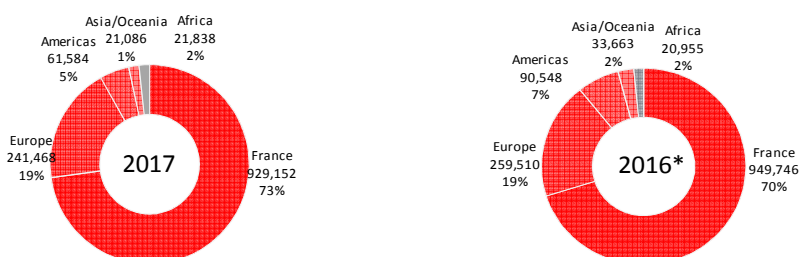 Asia/Oceania
21,086
1%
Africa
21,838
2%
Americas
61,584
5%
Europe
241,468
19%
2017
France
929,152
73%
Asia/Oceania
33,663
2%
Africa
20,955
2%
Americas
90,548
7%
Europe
259,510
19%
2016*
France
949,746
70%